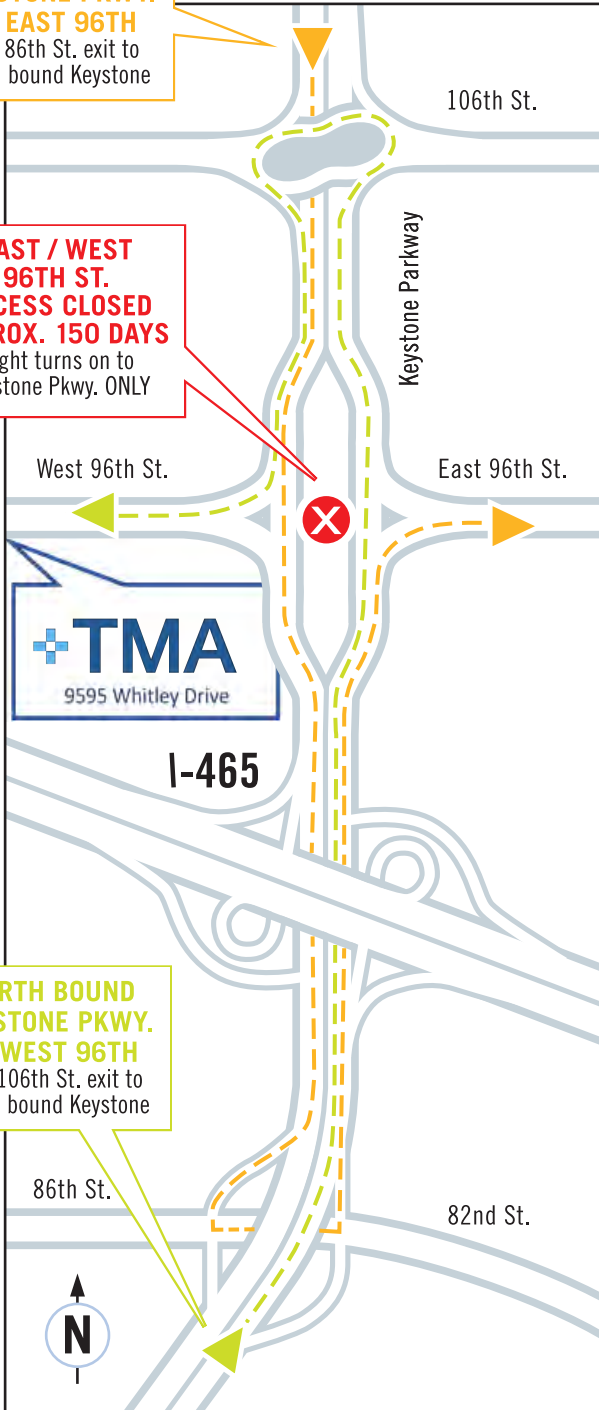 EAST 96TH
86th St. exit to
bound Keystone
106th St.
Keystone Parkway
AST / WEST
96TH ST.
CESS CLOSED
ROX. 150 DAYS
ght turns on to
stone Pkwy. ONLY
West 96th St.
East 96th St.
X
TMA
9595 Whitley Drive
I-465
RTH BOUND
STONE PKWY.
WEST 96TH
106th St. exit to
bound Keystone
86th St.
82nd St.
N